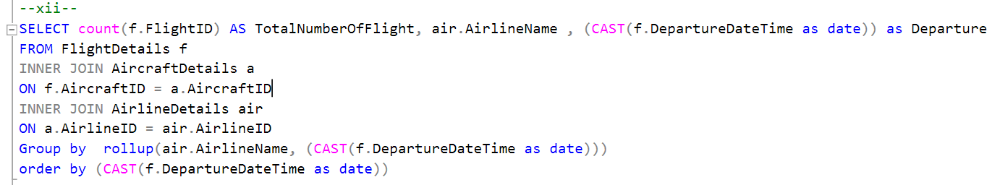 --xii--
SELECT count(f.FlightID) AS TotalNumberOfFlight, air.AirlineName , (CAST(f.DepartureDateTime as date)) as Departure
FROM FlightDetails f
INNER JOIN AircraftDetails a
ON f.AircraftID = a.AircraftID
INNER JOIN AirlineDetails air
ON a.AirlineID = air.AirlineID
Group by  rollup(air.AirlineName, (CAST(f.DepartureDateTime as date)))
order by (CAST(f.DepartureDateTime as date))